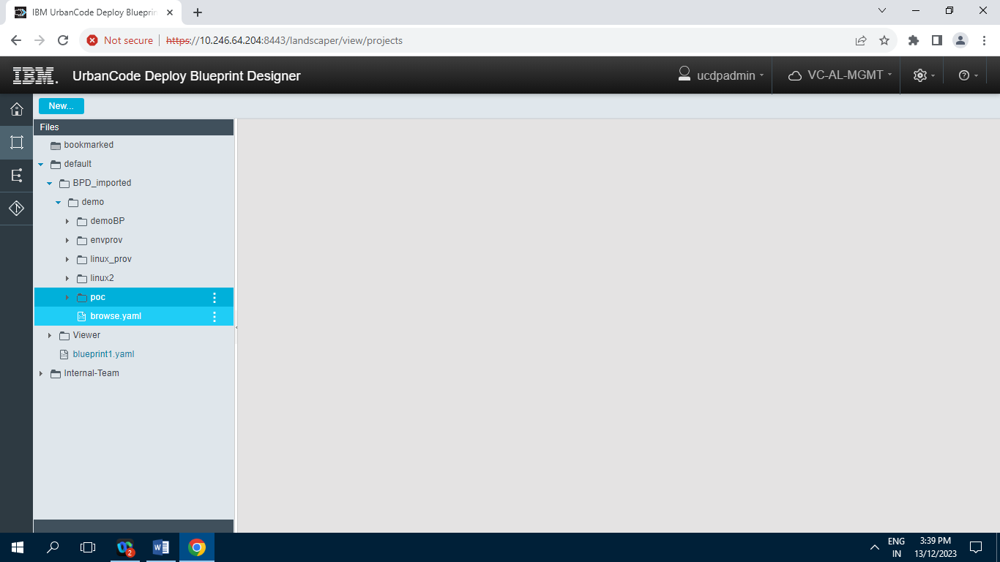 IBM UrbanCode Deploy Blueprin
Not secure https://10.246.64.204:8443/landscaper/view/projects
IBM. UrbanCode Deploy Blueprint Designer ucdpadmin VC-AL-MGMT
New...
Files
bookmarked
default
BPD_imported
demo
demoBP
envprov
linux_prov
linux2
poc
browse.yaml
Viewer
blueprint1.yaml
Internal-Team
2
ENG
IN
3:39 PM
13/12/2023